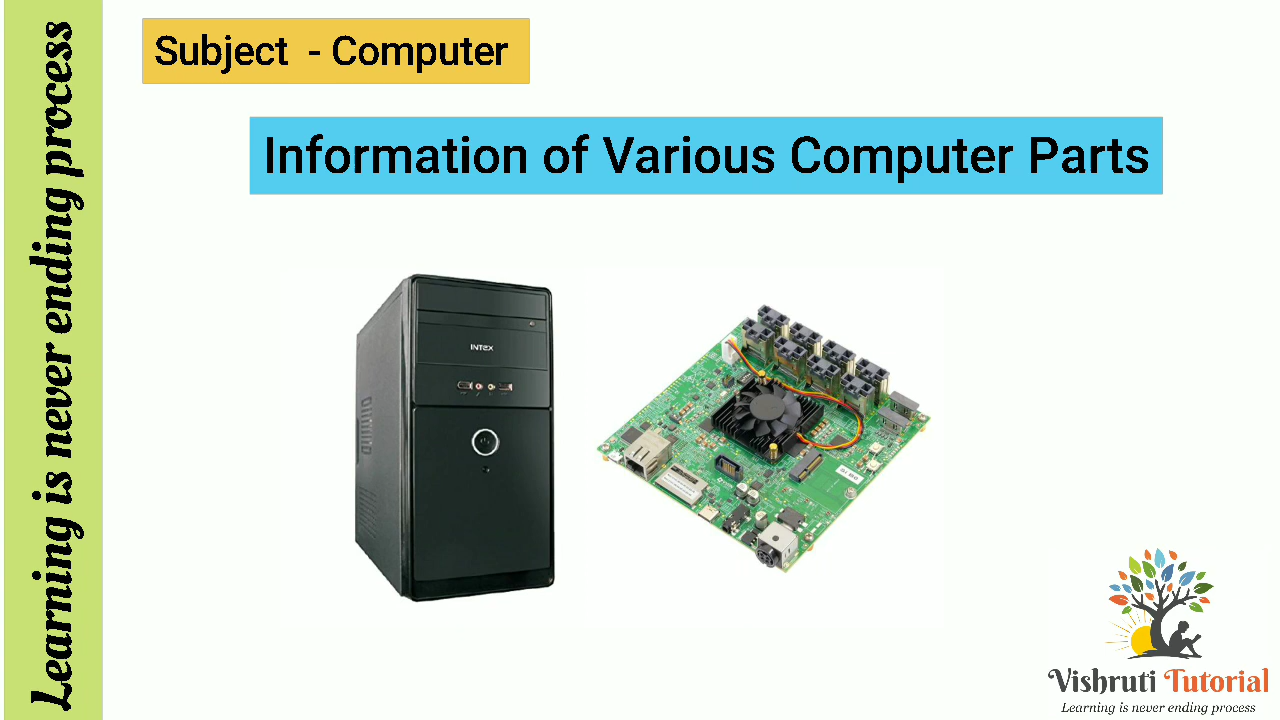 Learning is never ending process
Subject - Computer
Information of Various Computer Parts
INTEX
Vishruti Tutorial
Learning is never ending process